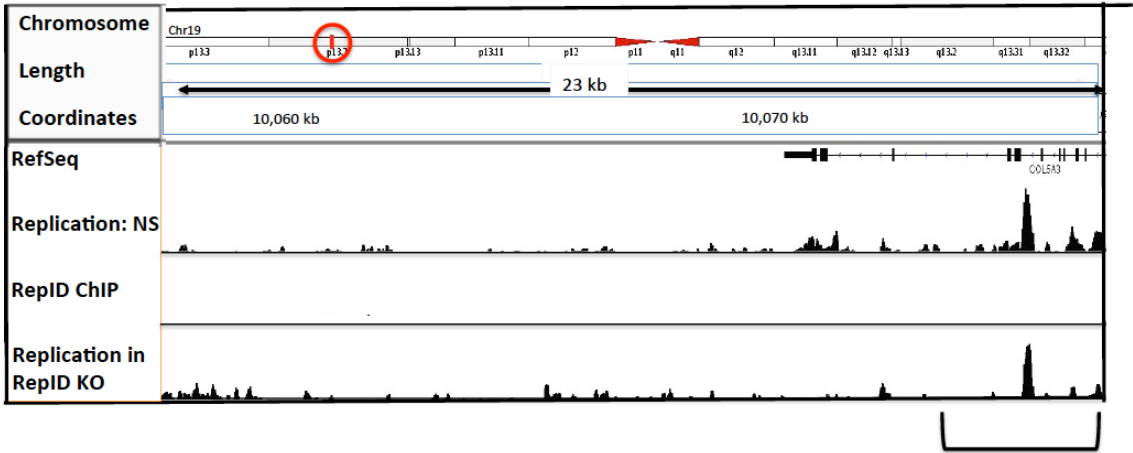 Chromosome
Chr19
p13.3
p13.13
p13.11
p12
p11
q11
q12
q13.11
q13.12
q13.13
q13.2
q13.31
q13.32
Length
23 kb
Coordinates
10,060 kb
10,070 kb
RefSeq
COL5A3
Replication: NS
RepID ChIP
Replication in
RepID KO